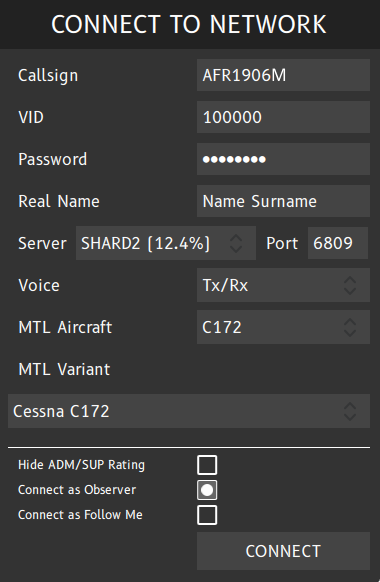 CONNECT TO NETWORK
Callsign AFR1906M
VID 100000
Password ••••••••
Real Name Name Surname
Server SHARD2 (12.4%) Port 6809
Voice Tx/Rx
MTL Aircraft C172
MTL Variant
Cessna C172
Hide ADM/SUP Rating
Connect as Observer
Connect as Follow Me
CONNECT